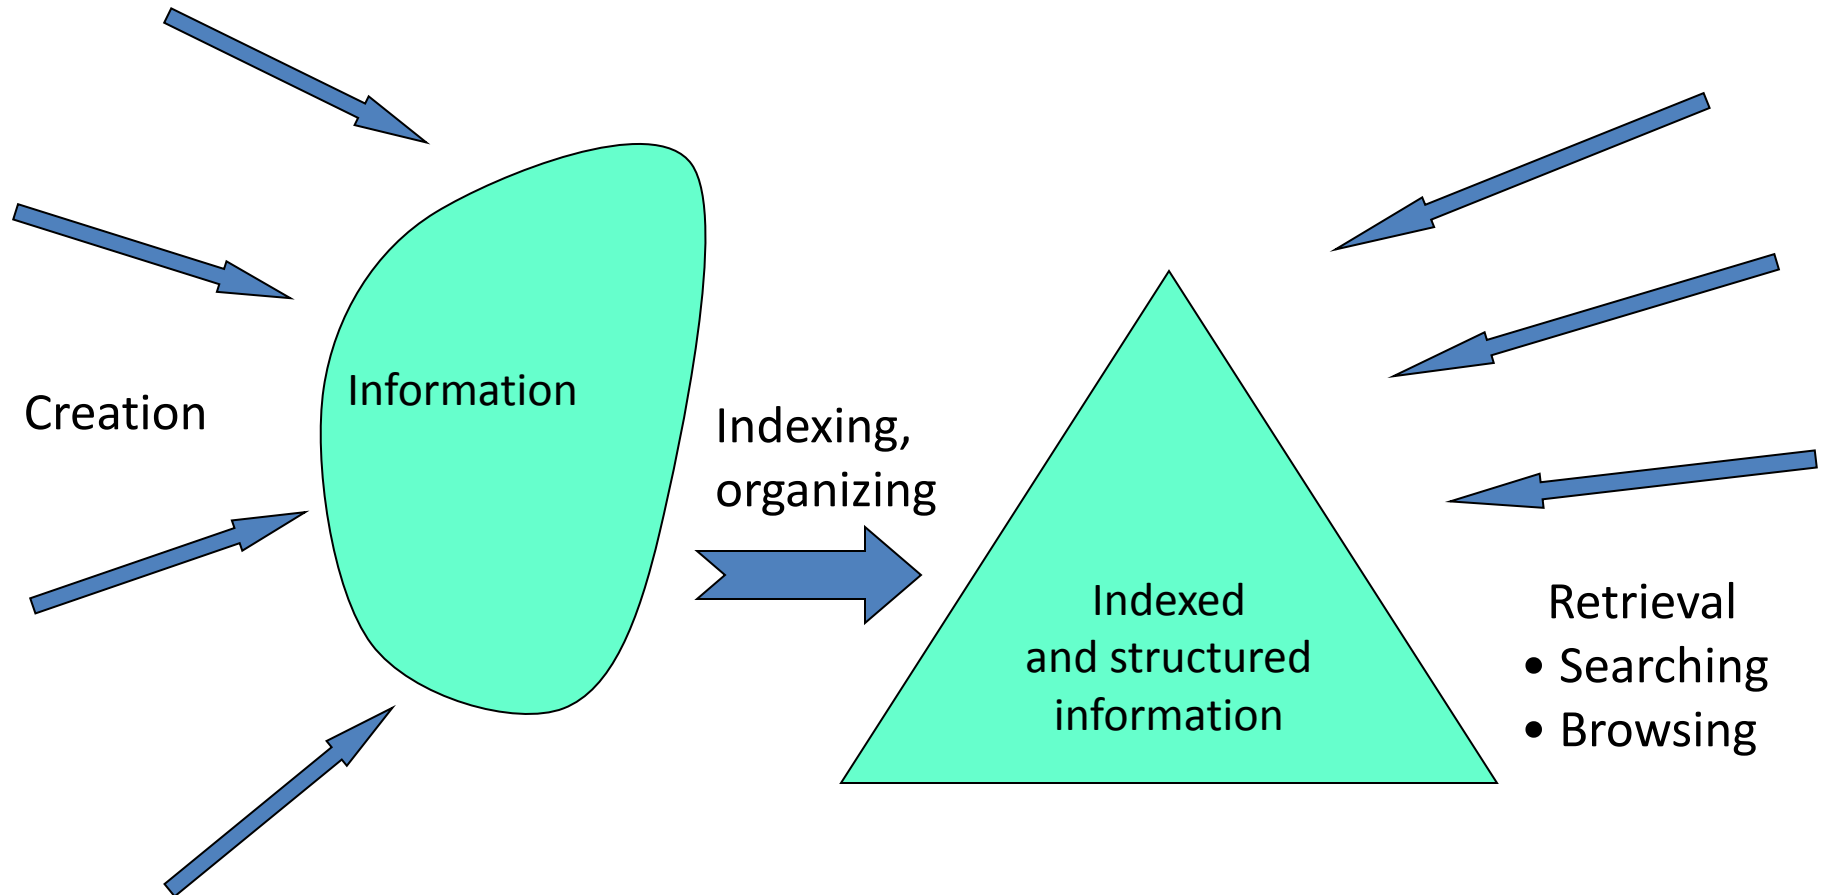 Creation
Information
Indexing,
organizing
Indexed
and structured
information
Retrieval
• Searching
• Browsing